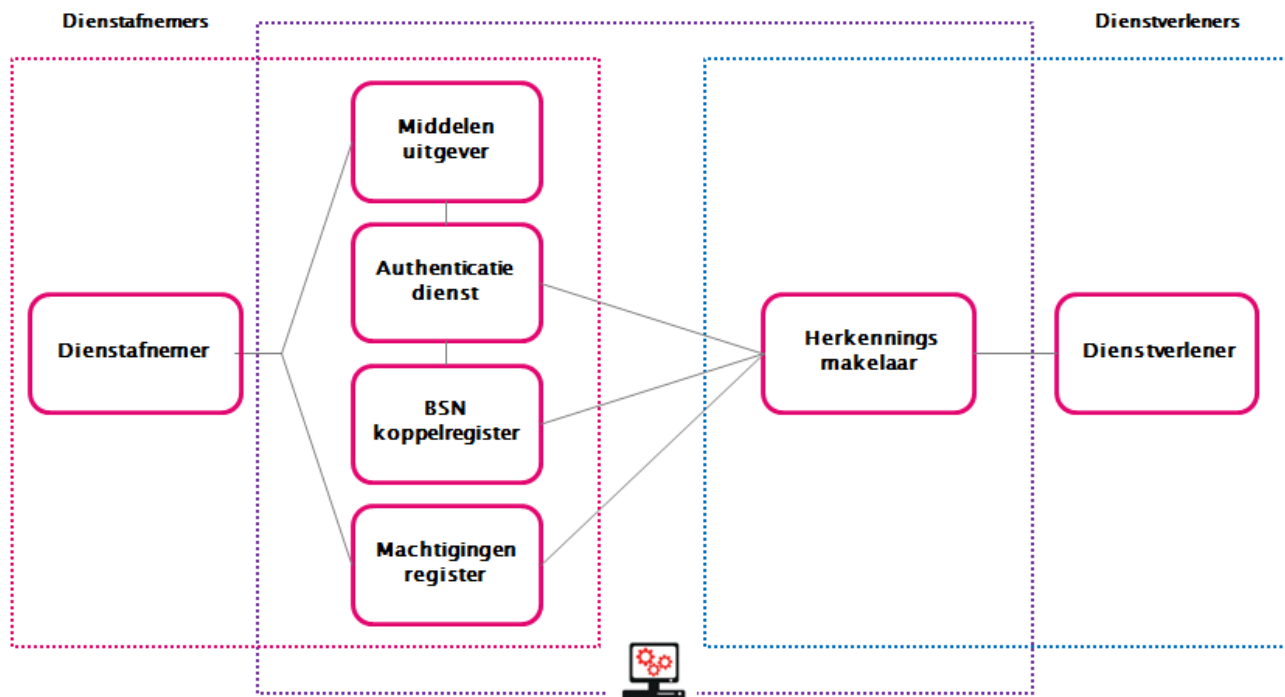 Dienstafnemers
Dienstverleners
Middelen
uitgever
Authenticatie
dienst
Dienstafnemer
Herkennings
makelaar
Dienstverlener
BSN
koppelregister
Machtigingen
register